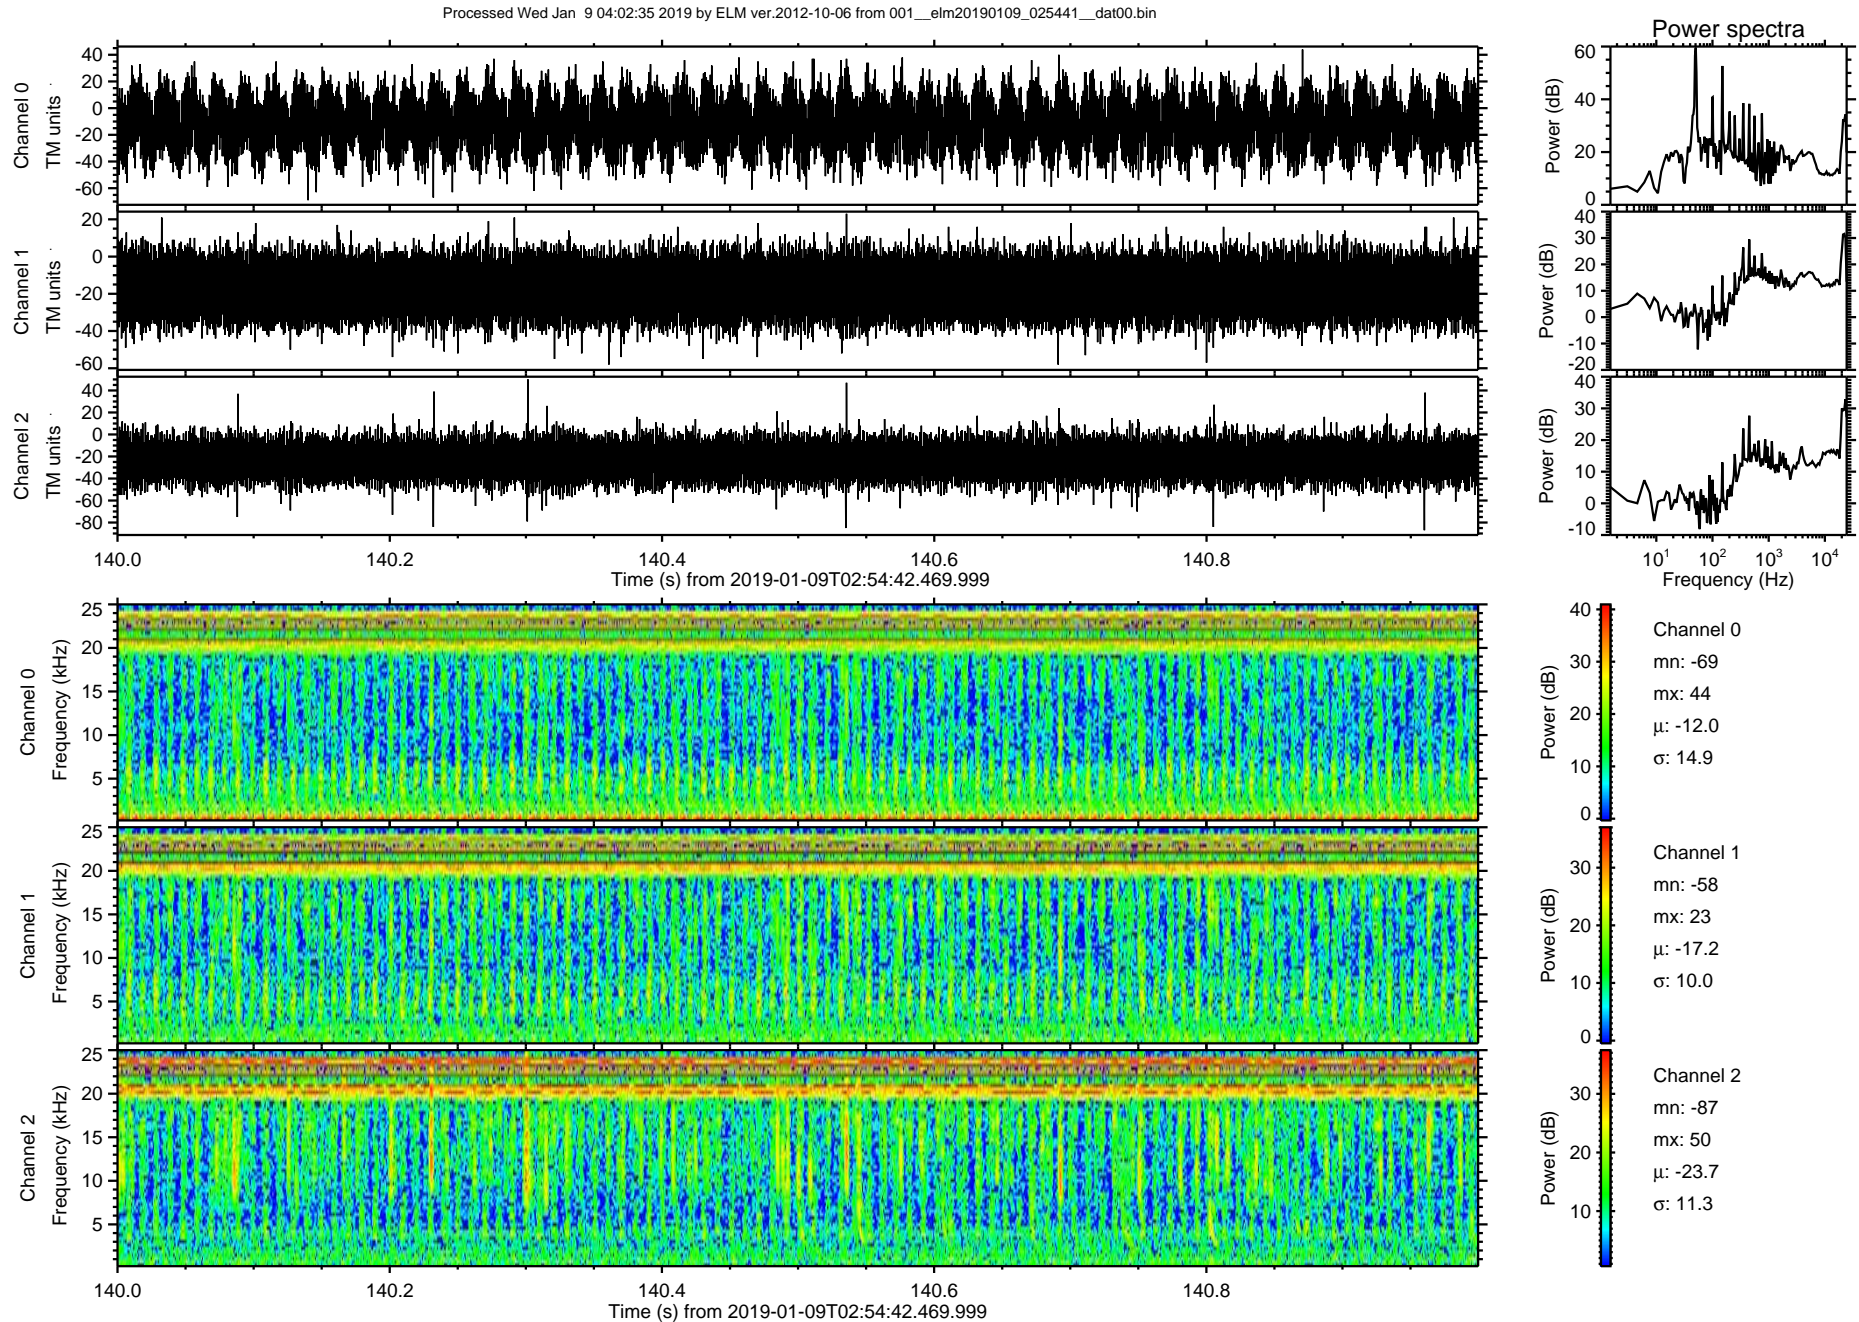 Processed Wed Jan  9 04:02:35 2019 by ELM ver.2012-10-06 from 001__elm20190109_025441__dat00.bin
Power spectra
Channel 0
TM units
40
20
0
-20
-40
-60
Power (dB)
60
40
20
0
Channel 1
TM units
20
0
-20
-40
-60
Power (dB)
40
30
20
10
0
-10
-20
Channel 2
TM units
40
20
0
-20
-40
-60
-80
Power (dB)
40
30
20
10
0
-10
140.0 140.2 140.4 140.6 140.8
Time (s) from 2019-01-09T02:54:42.469.999
10^1 10^2 10^3 10^4
Frequency (Hz)
Channel 0
Frequency (kHz)
25
20
15
10
5
Power (dB)
40
30
20
10
0
Channel 0
mn: -69
mx: 44
μ: -12.0
σ: 14.9
Channel 1
Frequency (kHz)
25
20
15
10
5
Power (dB)
30
20
10
0
Channel 1
mn: -58
mx: 23
μ: -17.2
σ: 10.0
Channel 2
Frequency (kHz)
25
20
15
10
5
Power (dB)
30
20
10
Channel 2
mn: -87
mx: 50
μ: -23.7
σ: 11.3
140.0 140.2 140.4 140.6 140.8
Time (s) from 2019-01-09T02:54:42.469.999